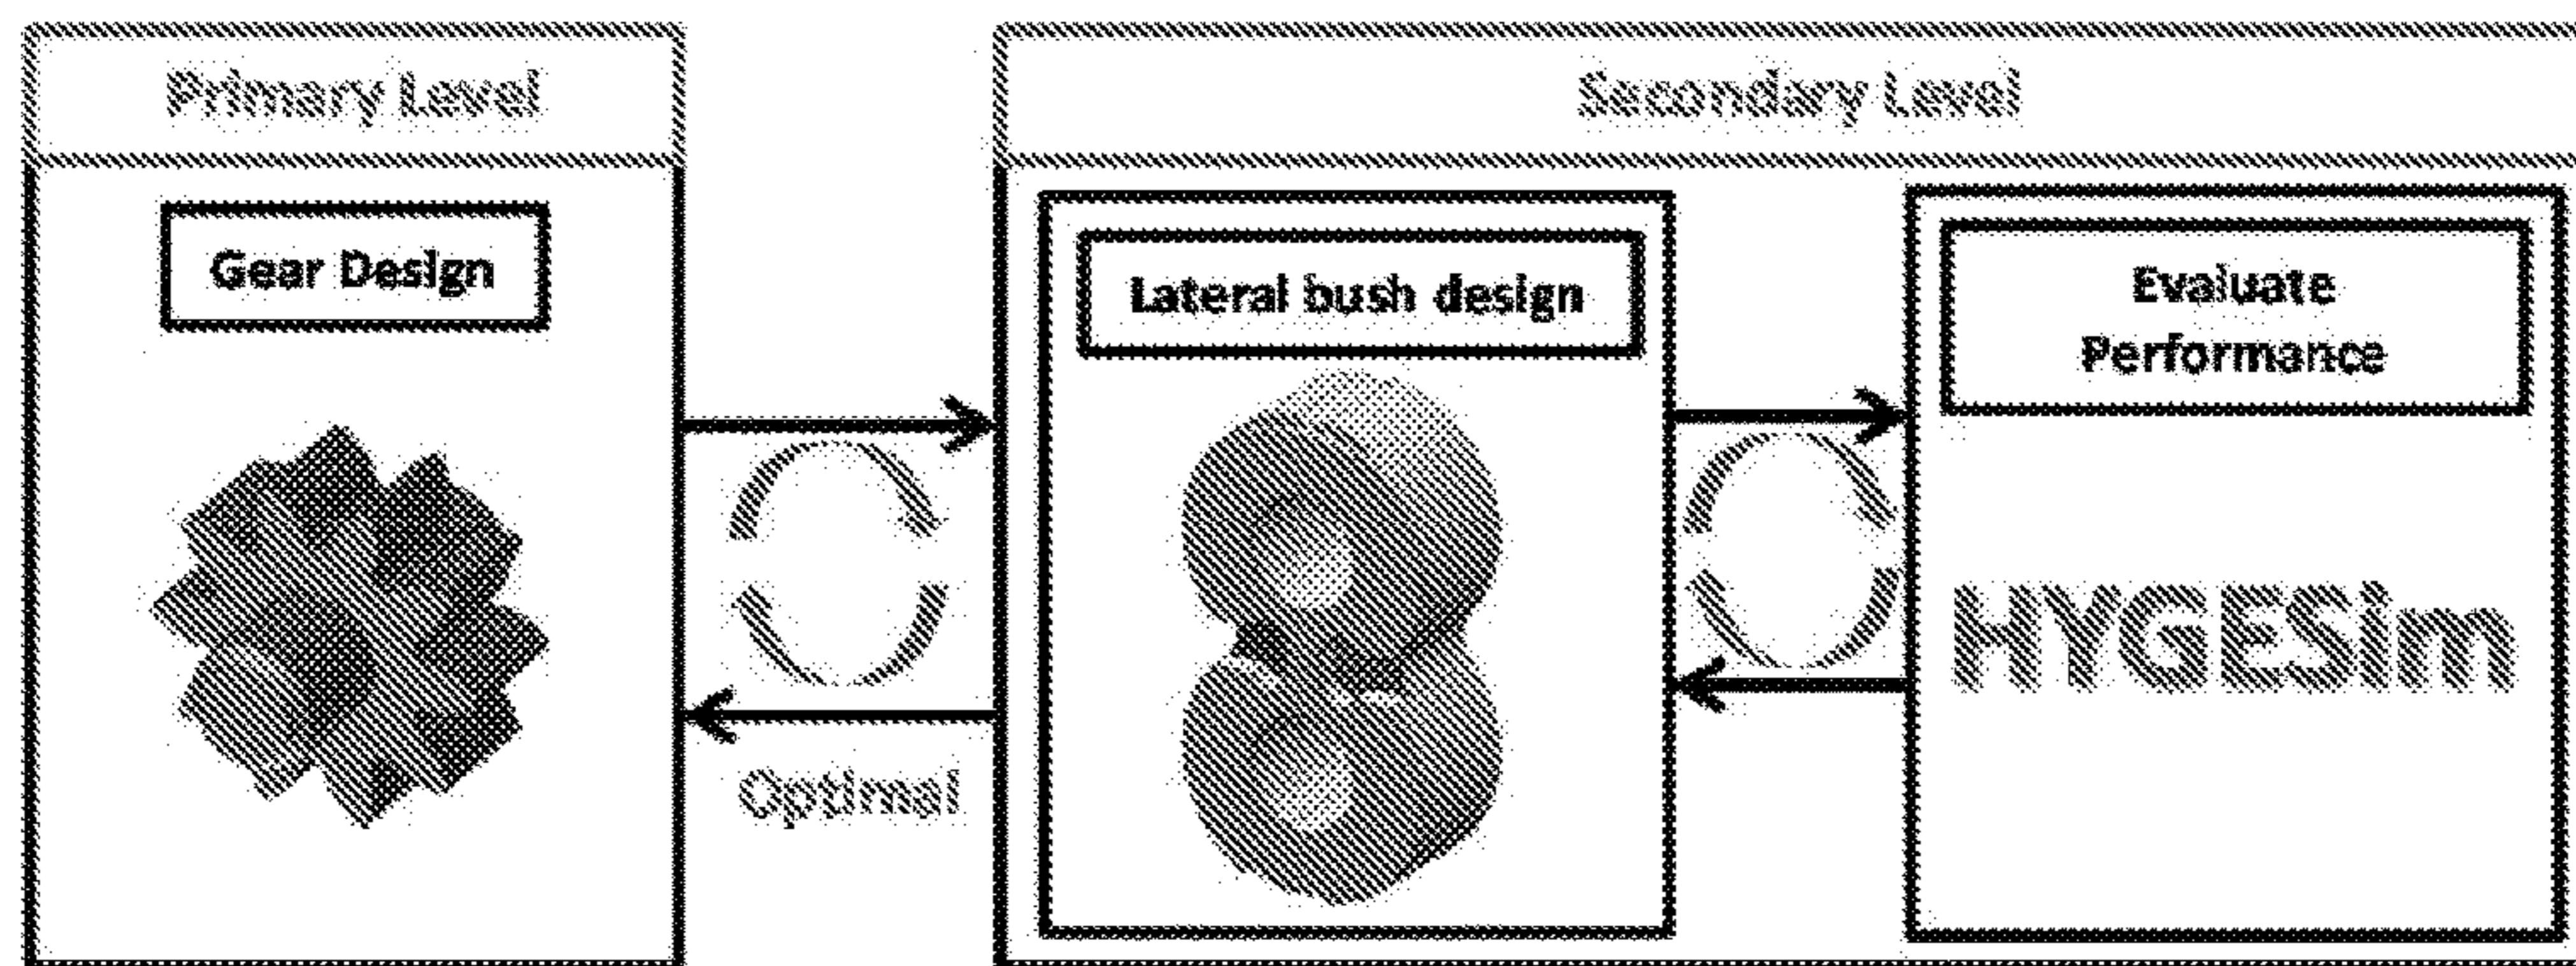 Primary Level
Secondary Level
Gear Design
Lateral bush design
Evaluate
Performance
HYGESim
Optimal